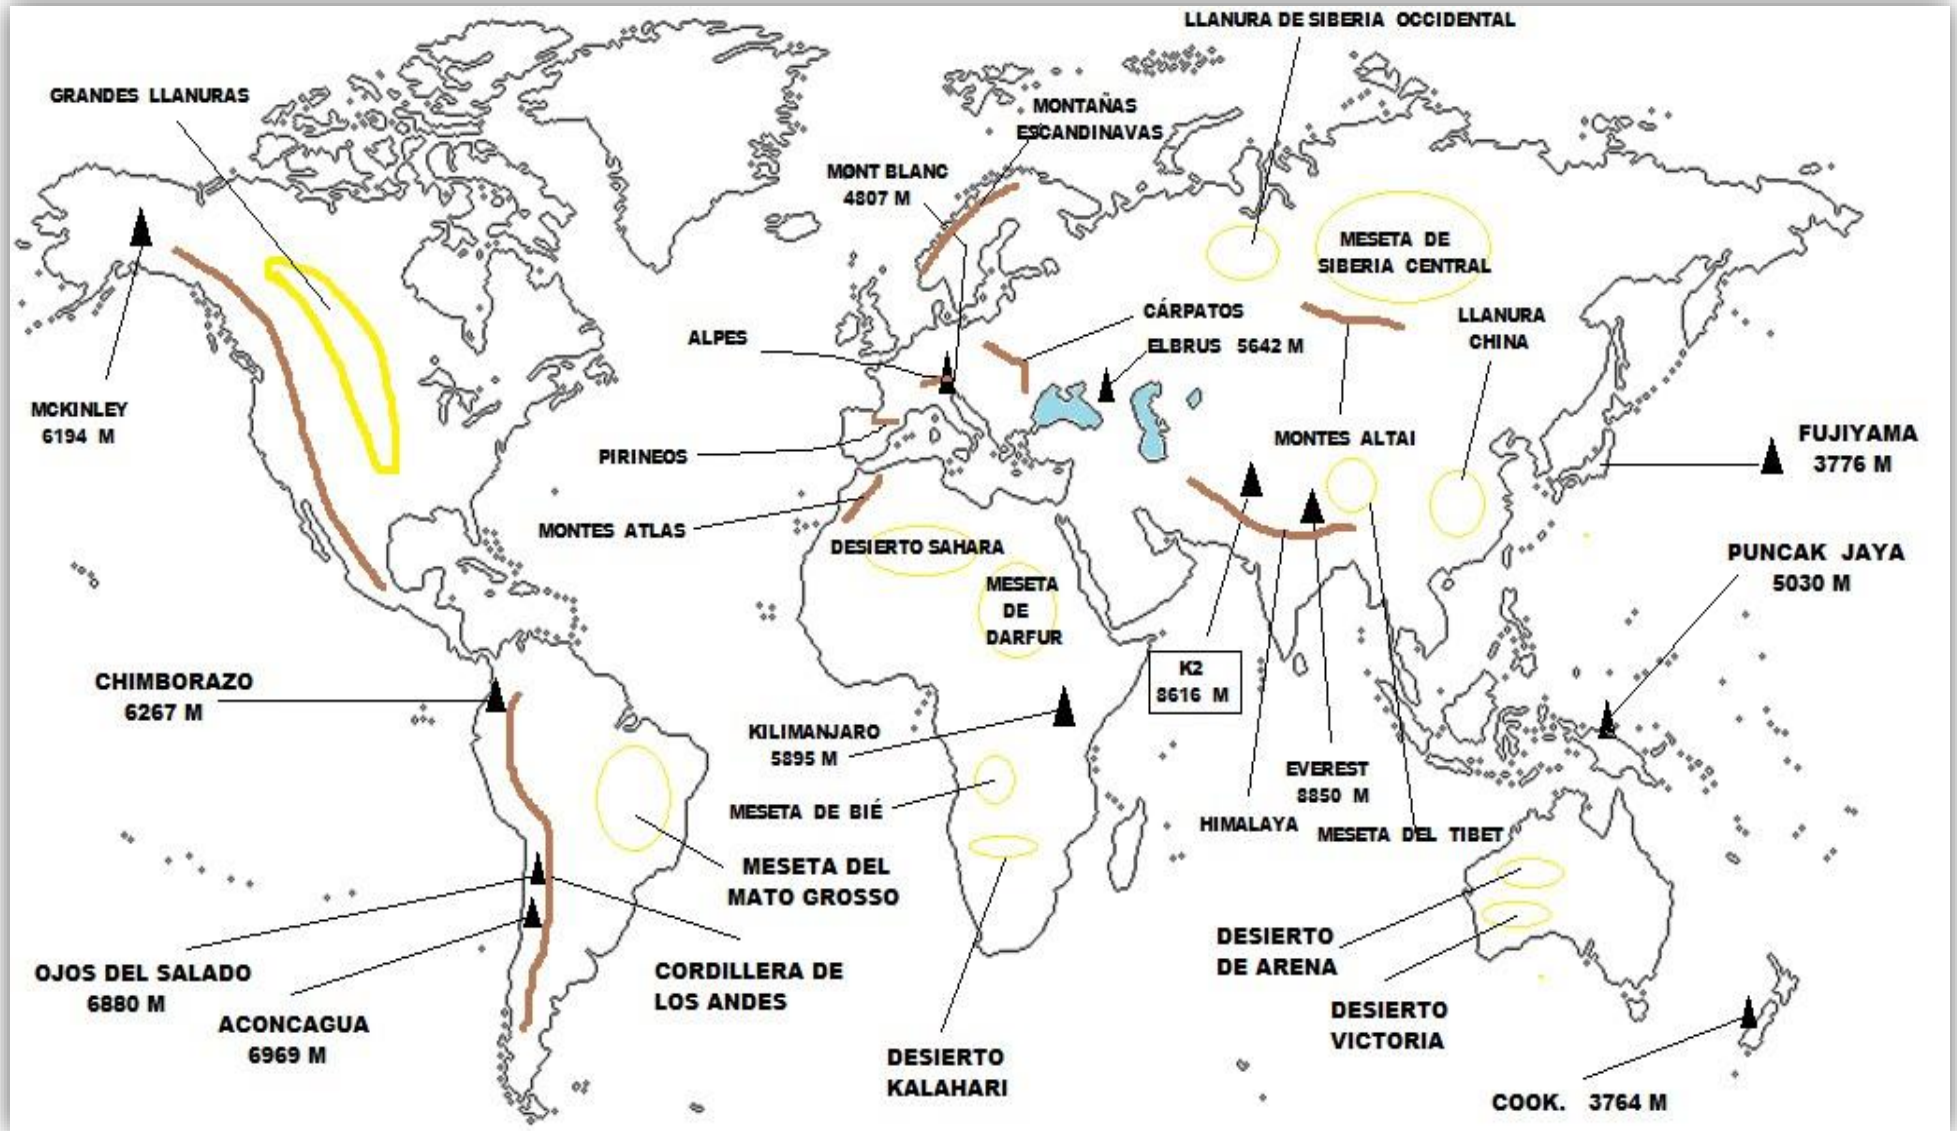 LLANURA DE SIBERIA OCCIDENTAL
GRANDES LLANURAS
MONTAÑAS
ESCANDINAVAS
MONT BLANC
4807 M
MESETA DE
SIBERIA CENTRAL
CÁRPATOS
LLANURA
CHINA
ALPES
ELBRUS 5642 M
MCKINLEY
6194 M
MONTES ALTAI
FUJIYAMA
3776 M
PIRINEOS
MONTES ATLAS
DESIERTO SAHARA
PUNCAK JAYA
5030 M
MESETA
DE
DARFUR
K2
8616 M
CHIMBORAZO
6267 M
KILIMANJARO
5895 M
EVEREST
8850 M
MESETA DE BIÉ
HIMALAYA
MESETA DEL TIBET
MESETA DEL
MATO GROSSO
DESIERTO
DE ARENA
OJOS DEL SALADO
6880 M
CORDILLERA DE
LOS ANDES
ACONCAGUA
6969 M
DESIERTO
VICTORIA
DESIERTO
KALAHARI
COOK. 3764 M